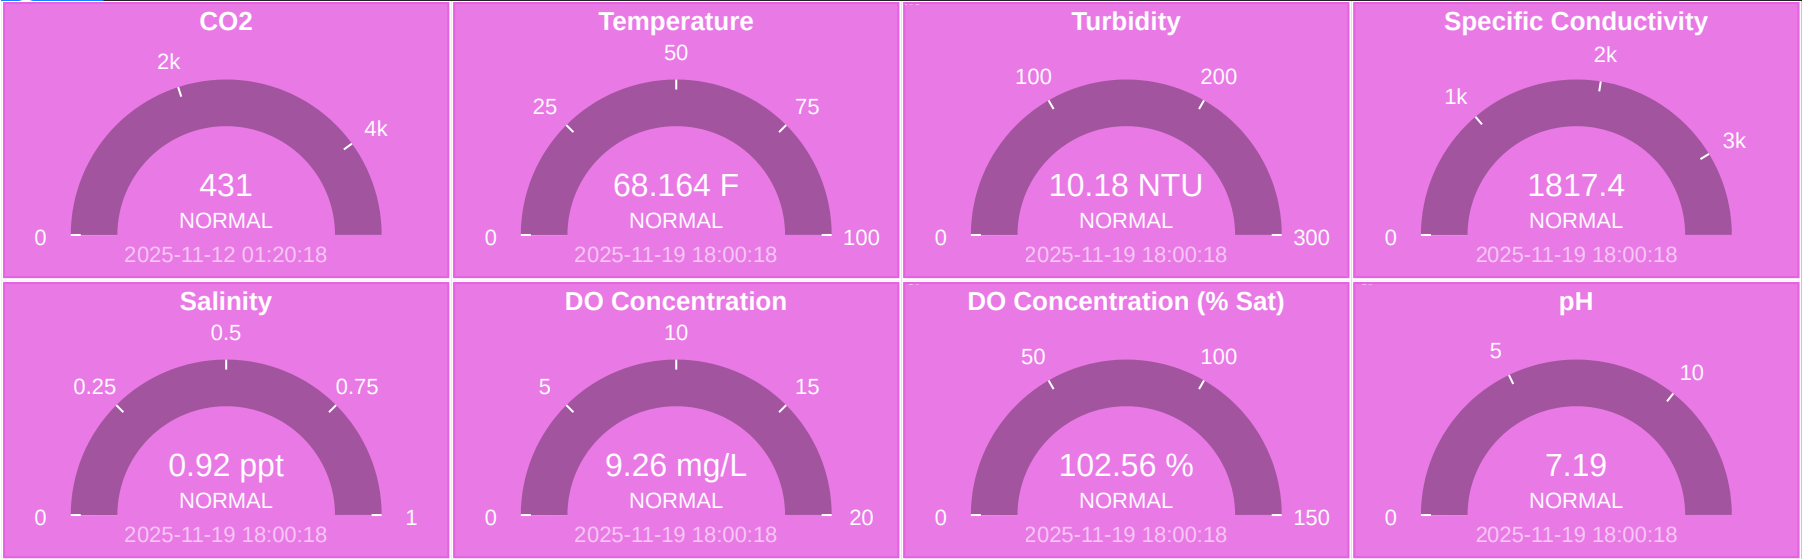 CO2
2k
4k
0
431
NORMAL
2025-11-12 01:20:18
Temperature
50
25
75
0
100
68.164 F
NORMAL
2025-11-19 18:00:18
Turbidity
100
200
0
300
10.18 NTU
NORMAL
2025-11-19 18:00:18
Specific Conductivity
2k
1k
3k
0
1817.4
NORMAL
2025-11-19 18:00:18
Salinity
0.5
0.25
0.75
0
1
0.92 ppt
NORMAL
2025-11-19 18:00:18
DO Concentration
10
5
15
0
20
9.26 mg/L
NORMAL
2025-11-19 18:00:18
DO Concentration (% Sat)
50
100
0
150
102.56 %
NORMAL
2025-11-19 18:00:18
pH
5
10
0
7.19
NORMAL
2025-11-19 18:00:18